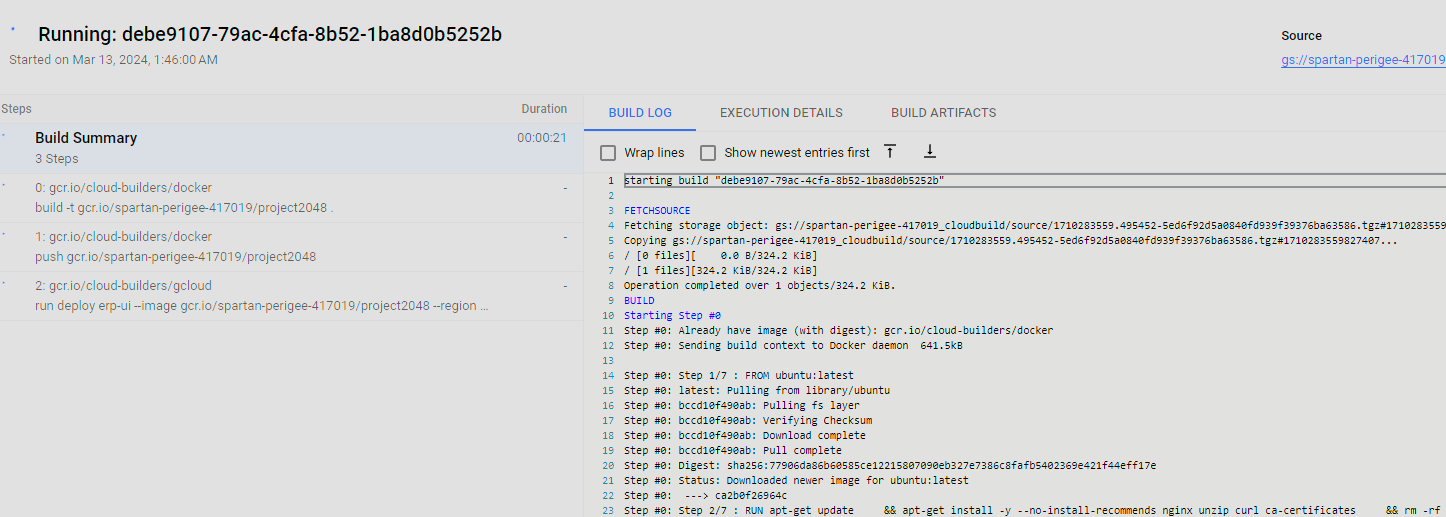 Running: debe9107-79ac-4cfa-8b52-1ba8d0b5252b
Started on Mar 13, 2024, 1:46:00 AM
Source
gs://spartan-perigee-417019
Steps
Duration
Build Summary
00:00:21
3 Steps
0: gcr.io/cloud-builders/docker
-
build -t gcr.io/spartan-perigee-417019/project2048 .
1: gcr.io/cloud-builders/docker
-
push gcr.io/spartan-perigee-417019/project2048
2: gcr.io/cloud-builders/gcloud
-
run deploy erp-ui --image gcr.io/spartan-perigee-417019/project2048 --region ...
BUILD LOG
EXECUTION DETAILS
BUILD ARTIFACTS
Wrap lines
Show newest entries first
1 starting build "debe9107-79ac-4cfa-8b52-1ba8d0b5252b"
2
3 FETCHSOURCE
4 Fetching storage object: gs://spartan-perigee-417019_cloudbuild/source/1710283559.495452-5ed6f92d5a0840fd939f39376ba63586.tgz#1710283559
5 Copying gs://spartan-perigee-417019_cloudbuild/source/1710283559.495452-5ed6f92d5a0840fd939f39376ba63586.tgz#1710283559827407...
6 / [0 files][    0.0 B/324.2 KiB]
7 / [1 files][324.2 KiB/324.2 KiB]
8 Operation completed over 1 objects/324.2 KiB.
9 BUILD
10 Starting Step #0
11 Step #0: Already have image (with digest): gcr.io/cloud-builders/docker
12 Step #0: Sending build context to Docker daemon  641.5kB
13
14 Step #0: Step 1/7 : FROM ubuntu:latest
15 Step #0: latest: Pulling from library/ubuntu
16 Step #0: bccd10f490ab: Pulling fs layer
17 Step #0: bccd10f490ab: Verifying Checksum
18 Step #0: bccd10f490ab: Download complete
19 Step #0: bccd10f490ab: Pull complete
20 Step #0: Digest: sha256:77906da86b60585ce12215807090eb327e7386c8fafb5402369e421f44eff17e
21 Step #0: Status: Downloaded newer image for ubuntu:latest
22 Step #0:  ---> ca2b0f26964c
23 Step #0: Step 2/7 : RUN apt-get update     && apt-get install -y --no-install-recommends nginx unzip curl ca-certificates     && rm -rf